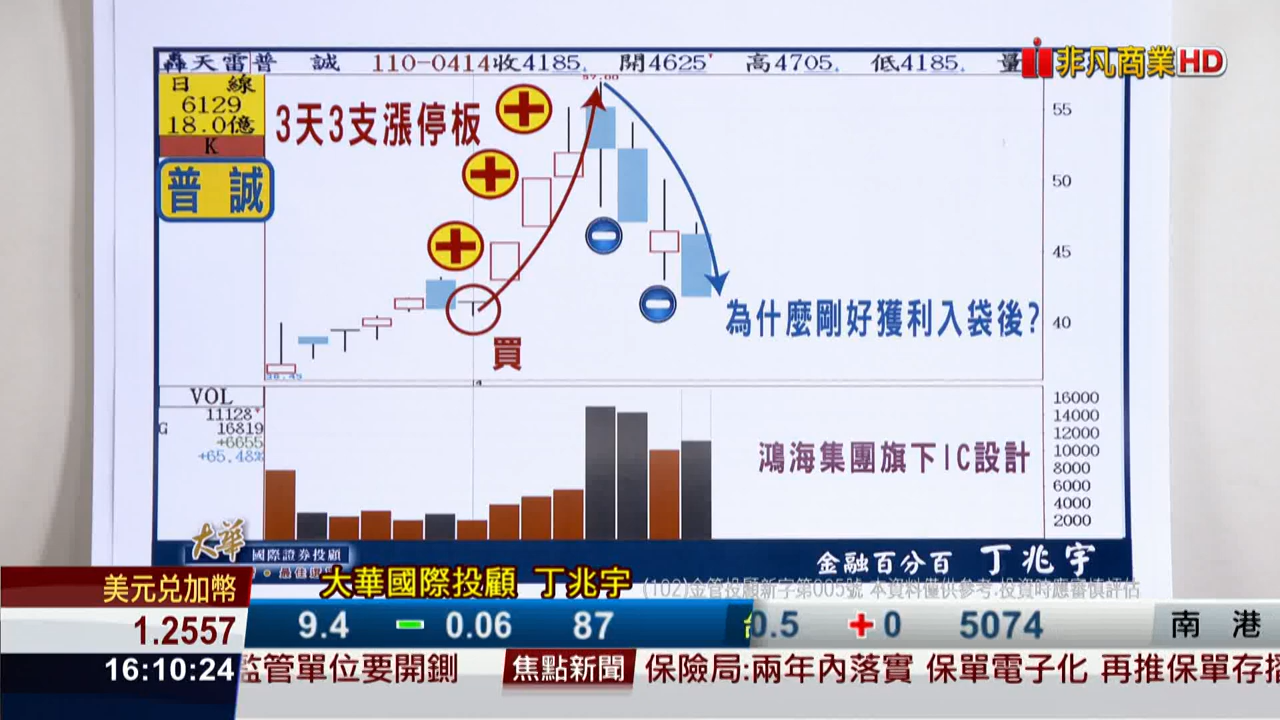 轟天雷普 誠 110-0414收4185 開4625 高4705 低4185 量
非凡商業HD
日 線
6129
18.0億
K
普 誠
3天3支漲停板
57.00
55
50
45
40
買
為什麼剛好獲利入袋後?
VOL
11128
G 16819
+6655
+65.48%
16000
14000
12000
10000
8000
6000
4000
2000
鴻海集團旗下IC設計
大華 國際證券投顧
金融百分百 丁兆宇
大華國際投顧 丁兆宇
(102)金管投顧新字第005號 本資料僅供參考,投資時應審慎評估
美元兌加幣
1.2557
9.4 0.06 87
0.5 0 5074
南 港
16:10:24
監管單位要開鍘 焦點新聞 保險局:兩年內落實 保單電子化 再推保單存摺